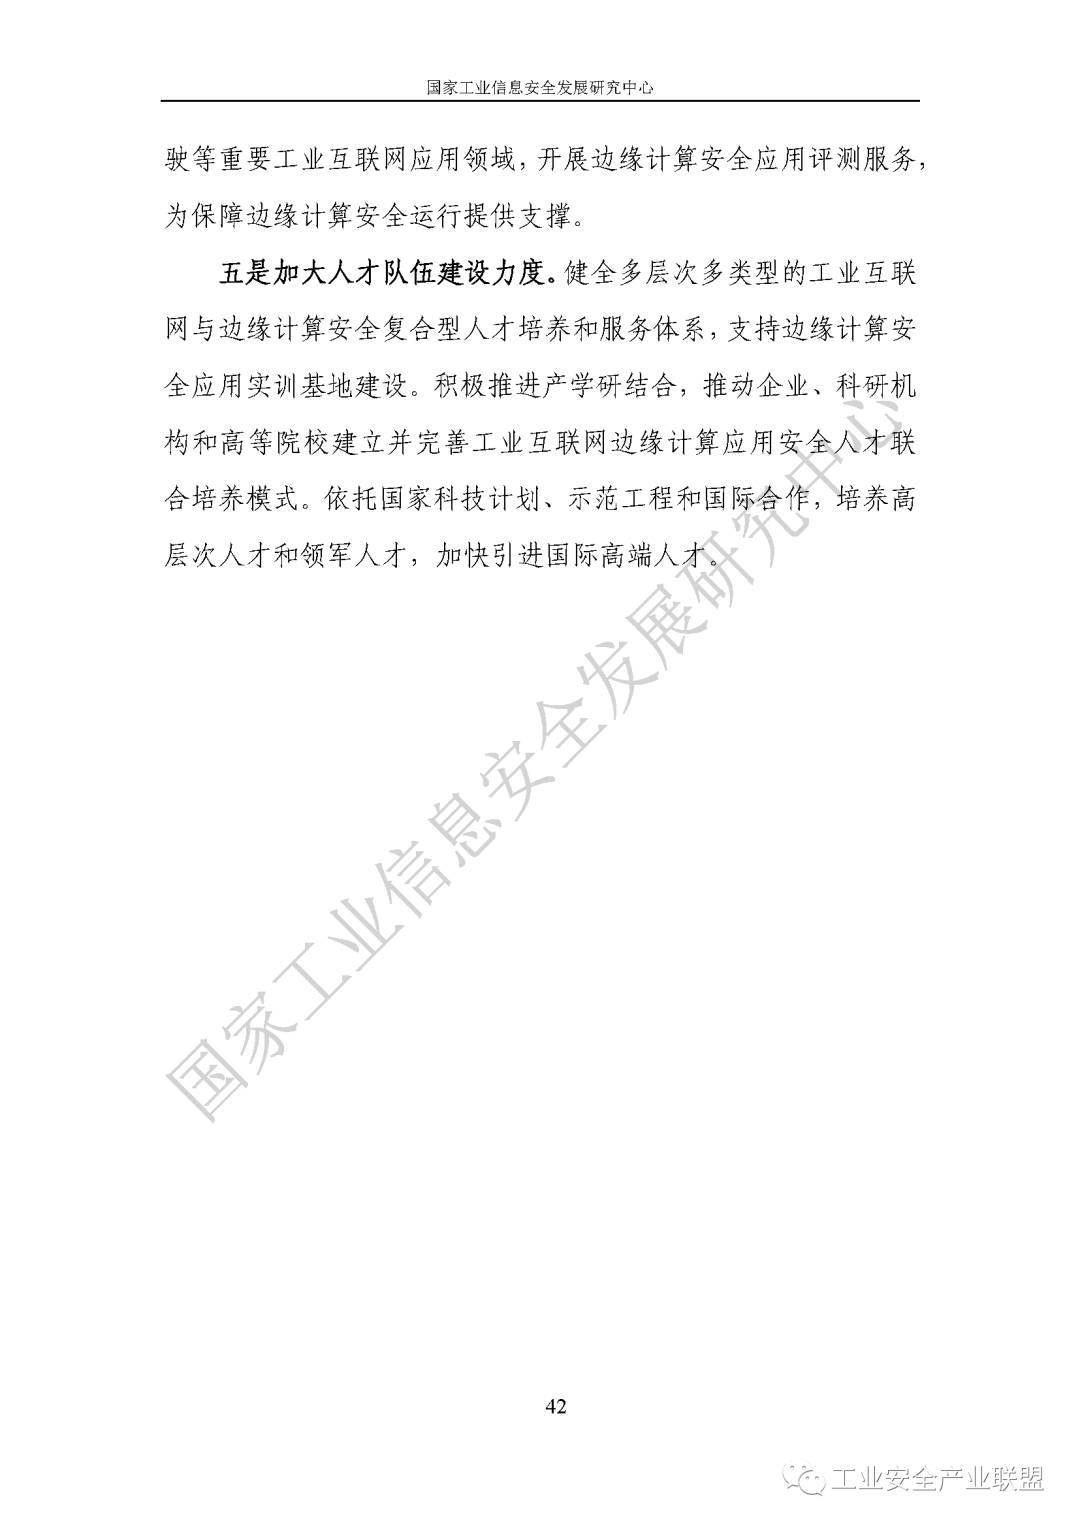 国家工业信息安全发展研究中心
驶等重要工业互联网应用领域，开展边缘计算安全应用评测服务，
为保障边缘计算安全运行提供支撑。
五是加大人才队伍建设力度。健全多层次多类型的工业互联
网与边缘计算安全复合型人才培养和服务体系，支持边缘计算安
全应用实训基地建设。积极推进产学研结合，推动企业、科研机
构和高等院校建立并完善工业互联网边缘计算应用安全人才联
合培养模式。依托国家科技计划、示范工程和国际合作，培养高
层次人才和领军人才，加快引进国际高端人才。
国家工业信息安全发展研究中心
42
工业安全产业联盟